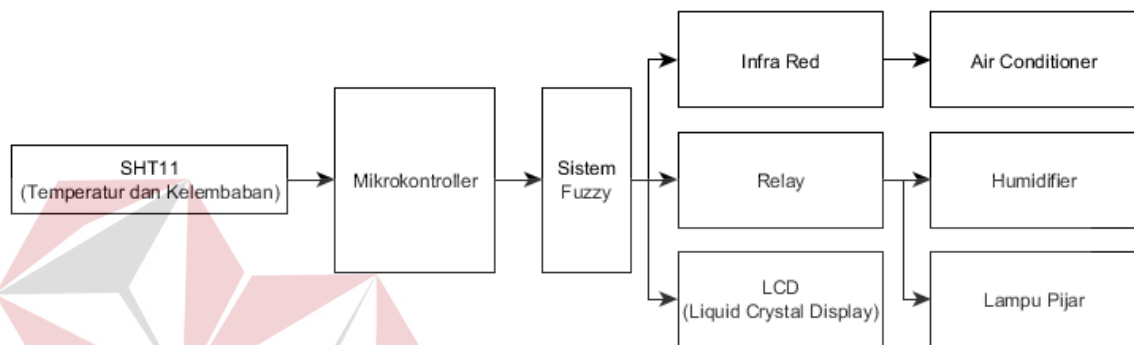 SHT11
(Temperatur dan Kelembaban)
Mikrokontroller
Sistem
Fuzzy
Infra Red
Air Conditioner
Relay
Humidifier
LCD
(Liquid Crystal Display)
Lampu Pijar